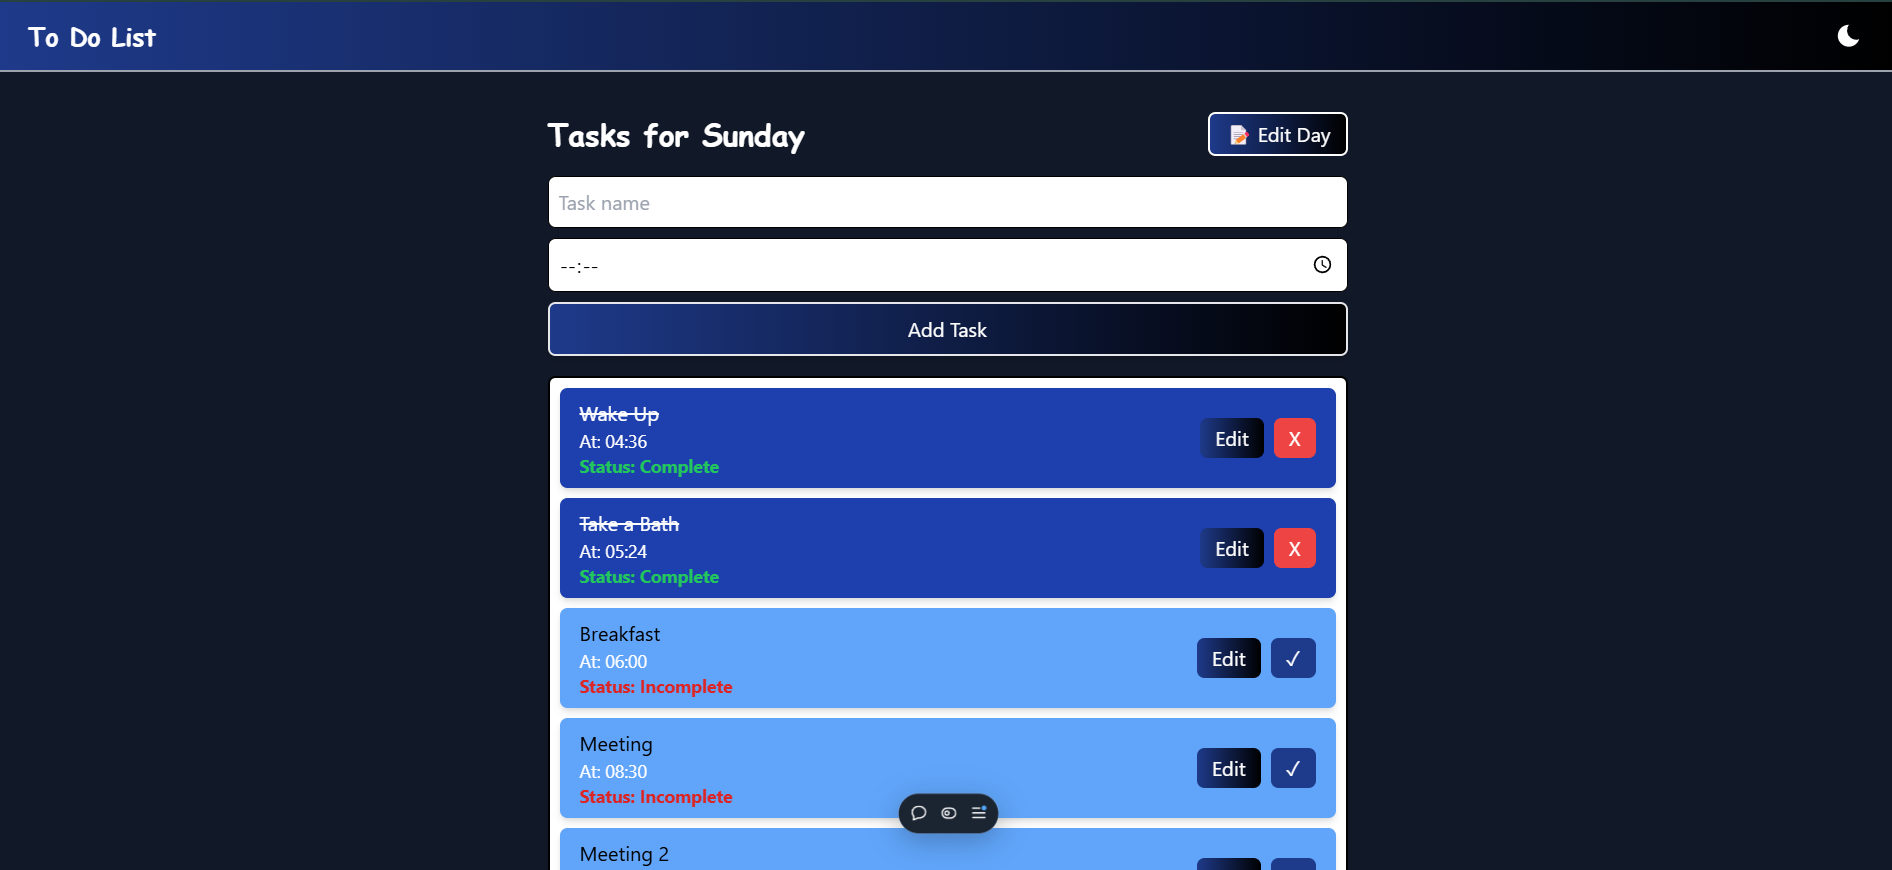 To Do List
Tasks for Sunday
📝 Edit Day
Task name
--:--
Add Task
Wake Up
At: 04:36
Status: Complete
Edit
X
Take a Bath
At: 05:24
Status: Complete
Edit
X
Breakfast
At: 06:00
Status: Incomplete
Edit
✓
Meeting
At: 08:30
Status: Incomplete
Edit
✓
Meeting 2